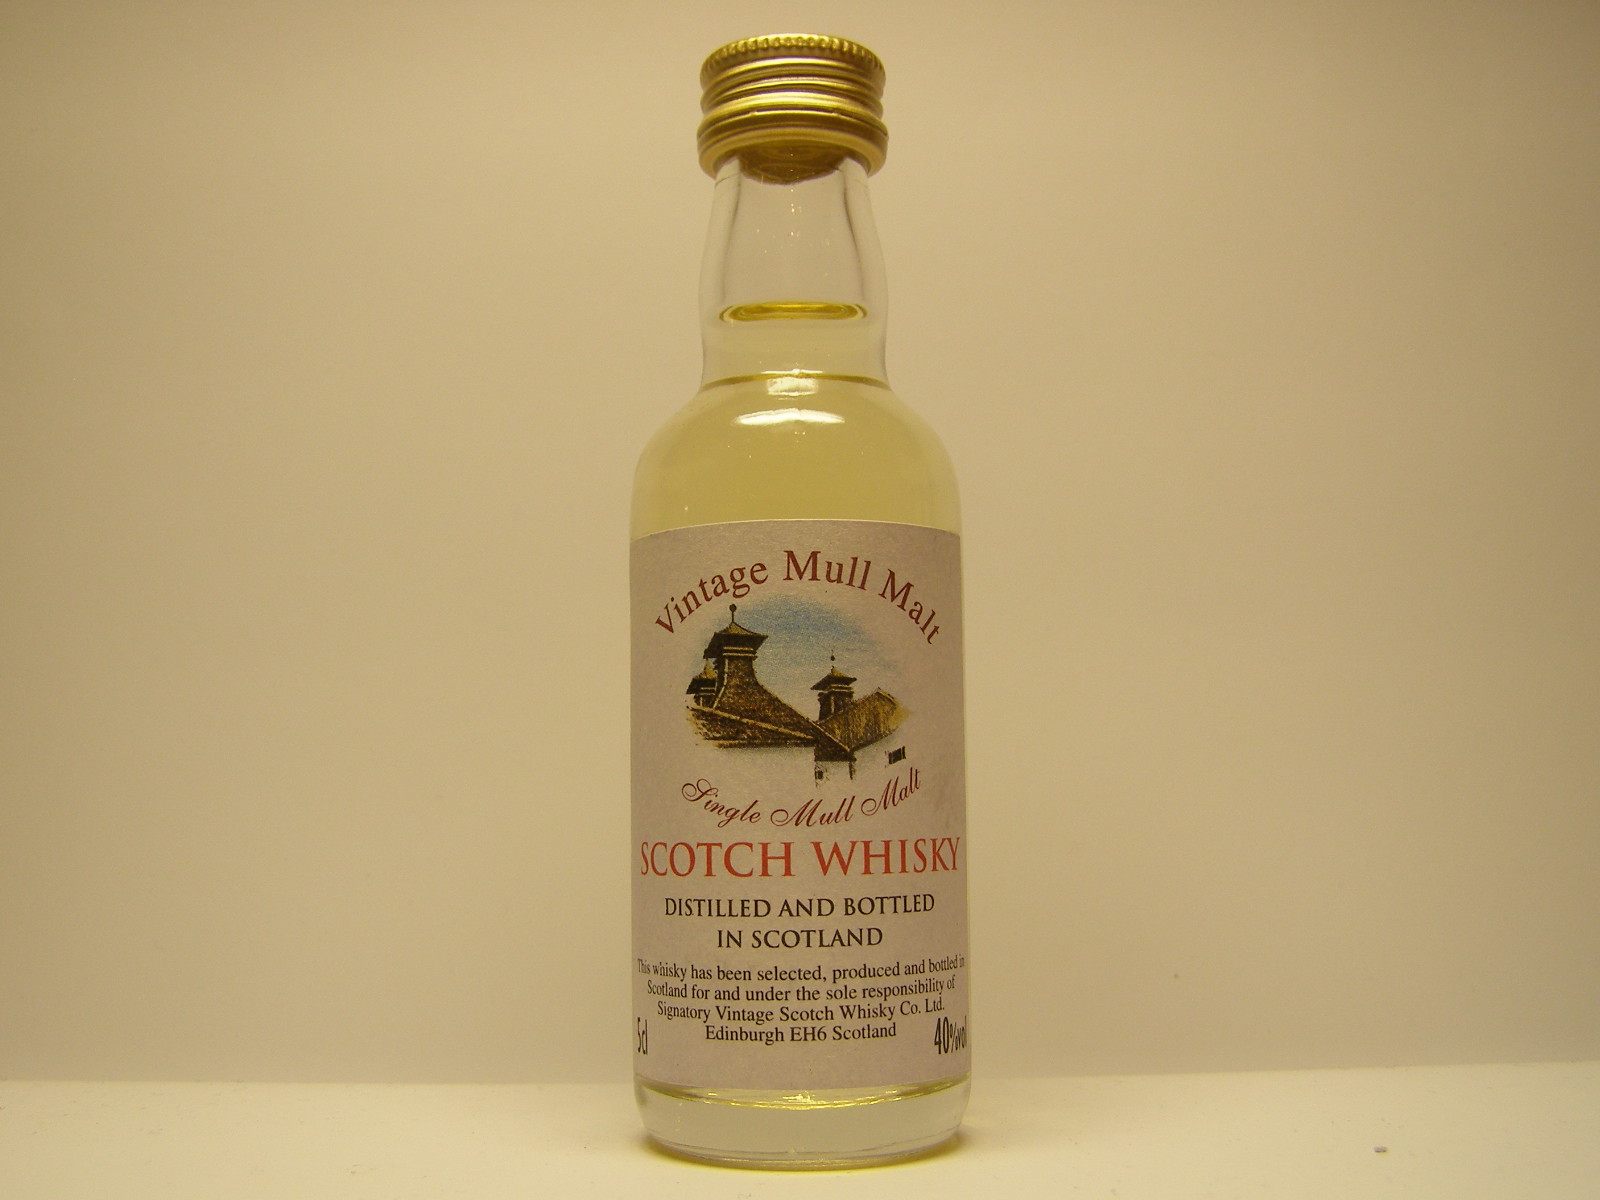 Vintage Mull Malt
Single Mull Malt
SCOTCH WHISKY
DISTILLED AND BOTTLED
IN SCOTLAND
This whisky has been selected, produced and bottled in
Scotland for and under the sole responsibility of
Signatory Vintage Scotch Whisky Co. Ltd.
Edinburgh EH6 Scotland
5cl
40%vol